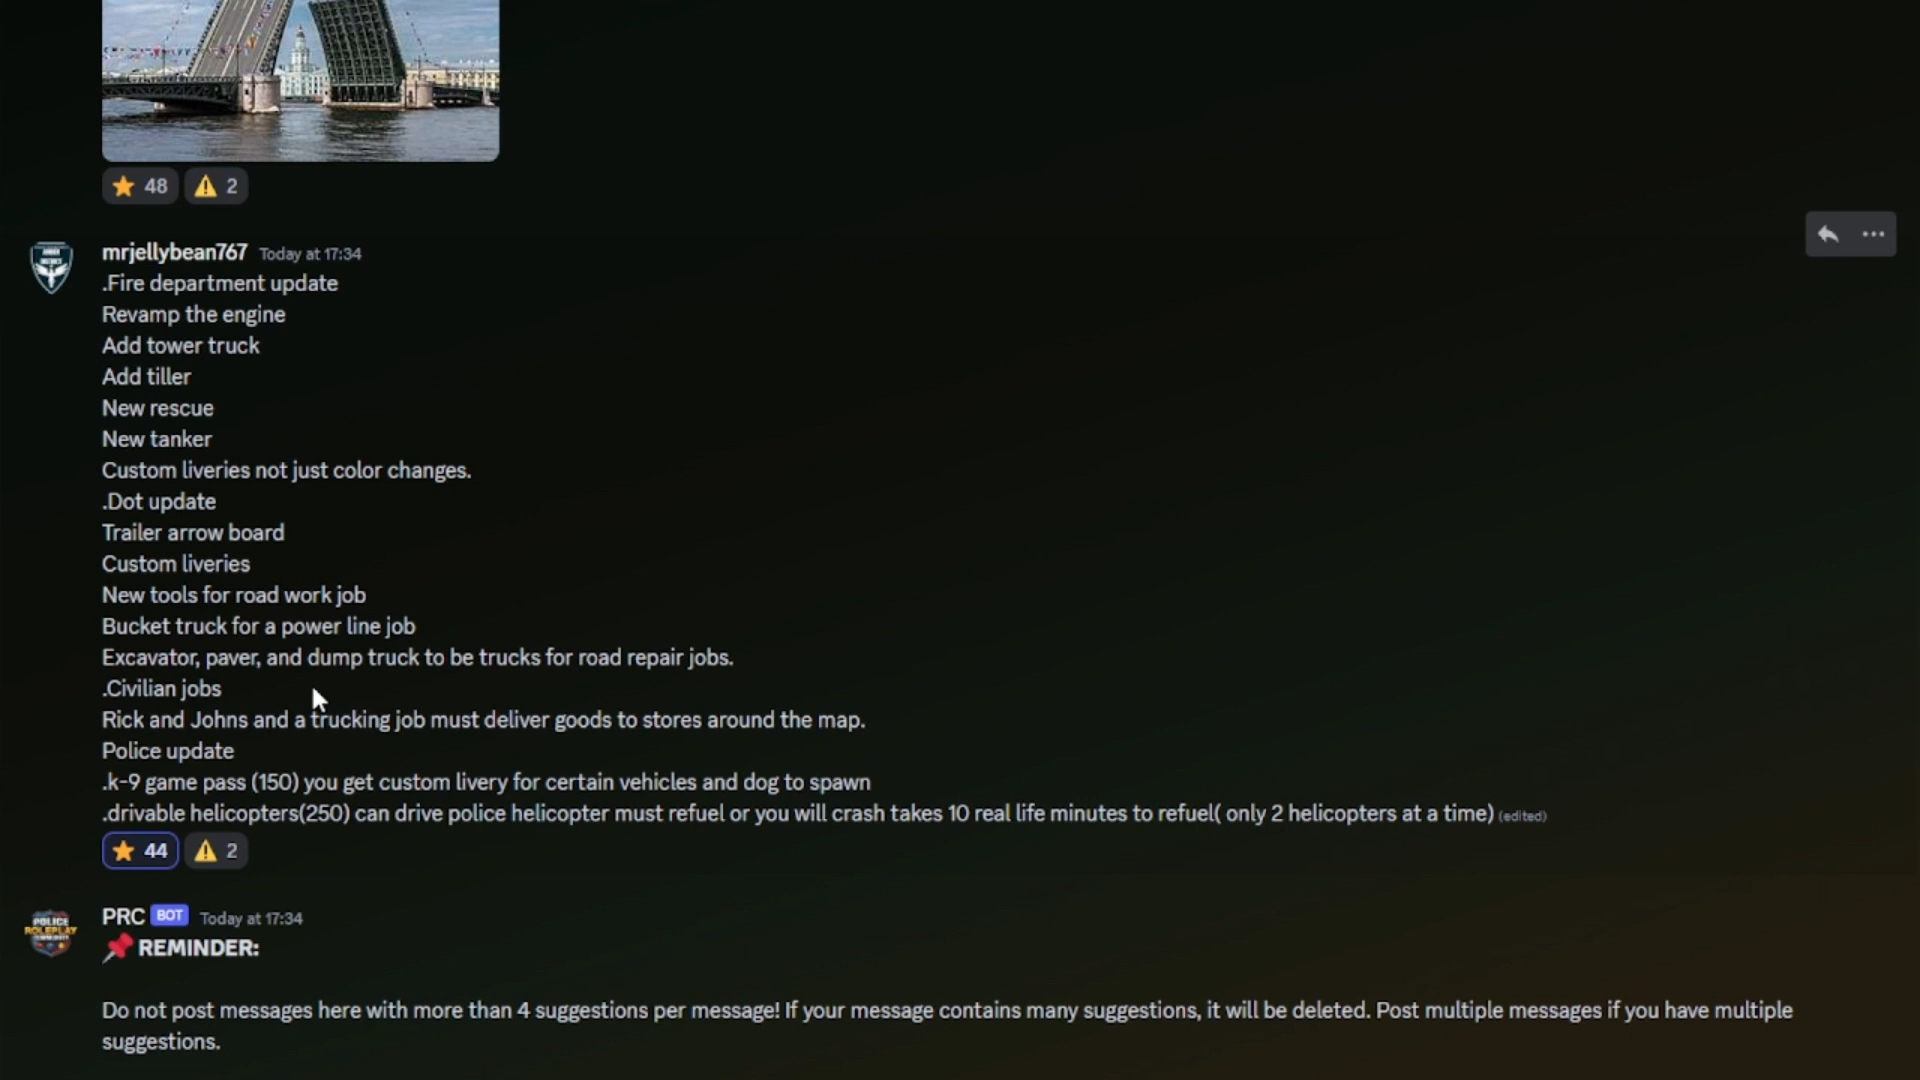 48 2
mrjellybean767 Today at 17:34
.Fire department update
Revamp the engine
Add tower truck
Add tiller
New rescue
New tanker
Custom liveries not just color changes.
.Dot update
Trailer arrow board
Custom liveries
New tools for road work job
Bucket truck for a power line job
Excavator, paver, and dump truck to be trucks for road repair jobs.
.Civilian jobs
Rick and Johns and a trucking job must deliver goods to stores around the map.
Police update
.k-9 game pass (150) you get custom livery for certain vehicles and dog to spawn
.drivable helicopters(250) can drive police helicopter must refuel or you will crash takes 10 real life minutes to refuel( only 2 helicopters at a time) (edited)
44 2
POLICE
ROLEPLAY
PRC BOT Today at 17:34
REMINDER:
Do not post messages here with more than 4 suggestions per message! If your message contains many suggestions, it will be deleted. Post multiple messages if you have multiple
suggestions.